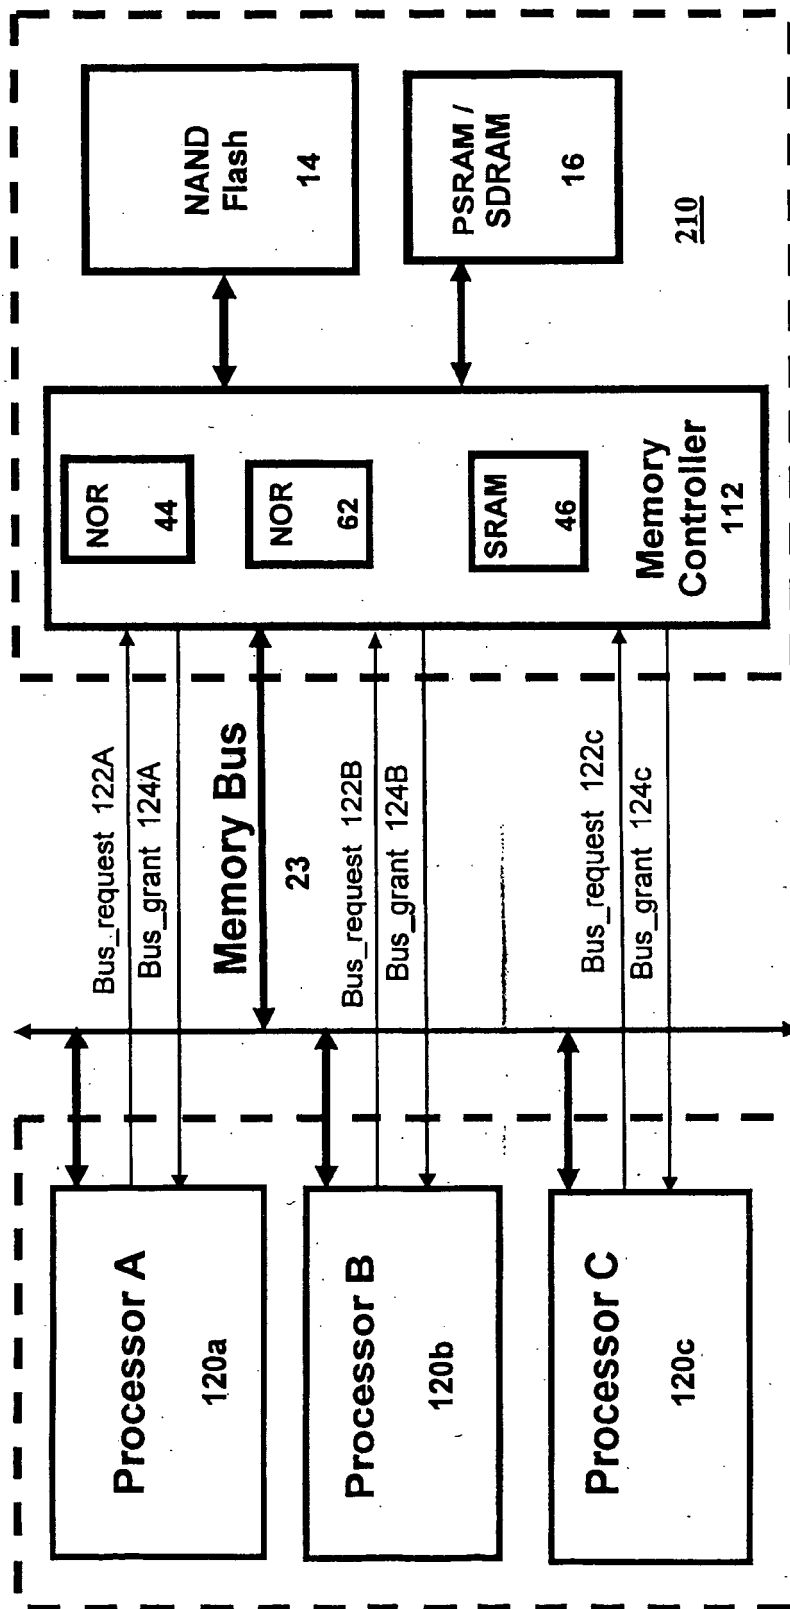 Processor A
120a
Processor B
120b
Processor C
120c
Bus_request 122A
Bus_grant 124A
Memory Bus
23
Bus_request 122B
Bus_grant 124B
Bus_request 122c
Bus_grant 124c
NOR
44
NOR
62
SRAM
46
Memory
Controller
112
NAND
Flash
14
PSRAM /
SDRAM
16
210